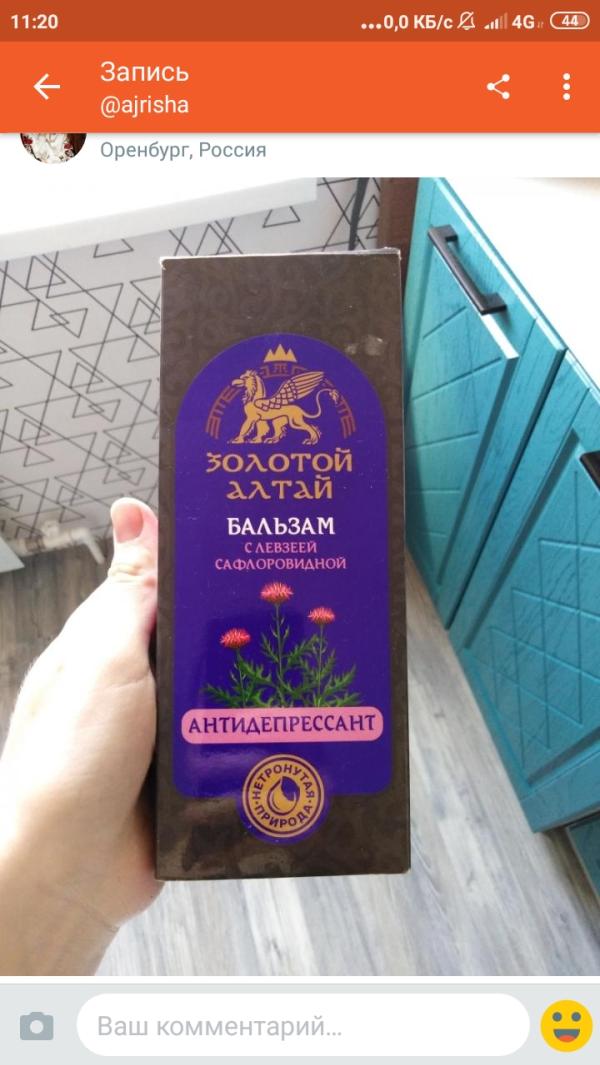 11:20
...0,0 КБ/с
4G
44
Запись
@ajrisha
Оренбург, Россия
ЗОЛОТОЙ
АЛТАЙ
БАЛЬЗАМ
С ЛЕВЗЕЕЙ
САФЛОРОВИДНОЙ
АНТИДЕПРЕССАНТ
НЕТРОНУТАЯ
ПРИРОДА
Ваш комментарий...